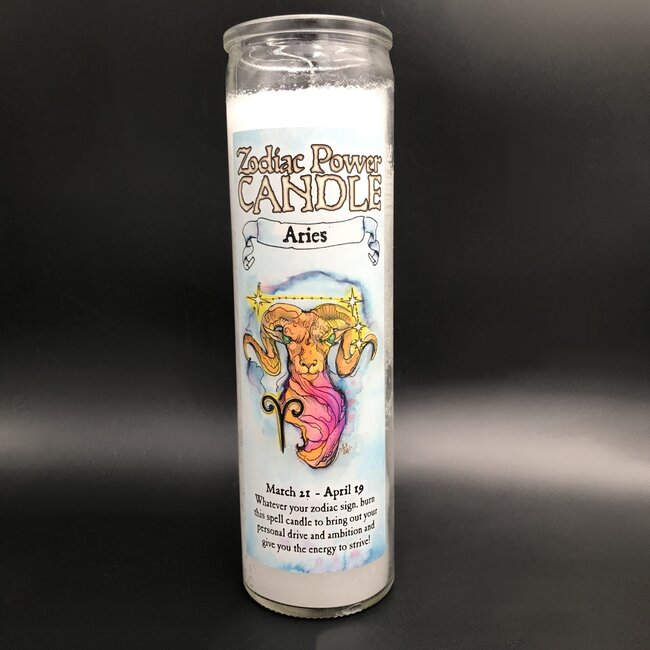 Zodiac Power
CANDLE
Aries
March 21 - April 19
Whatever your zodiac sign, burn
this spell candle to bring out your
personal drive and ambition and
give you the energy to strive!